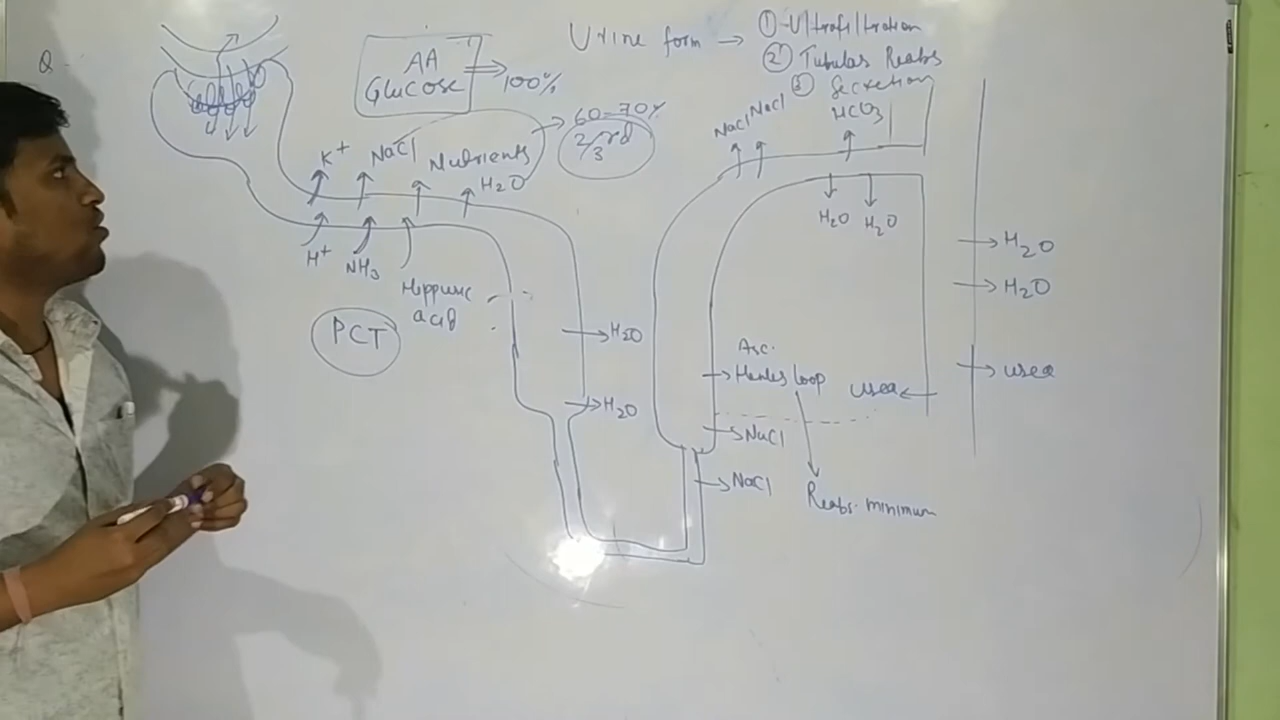 Q
Urine form → ① Ultrafiltration
② Tubular Reabs
③ Secretion
AA
Glucose
100%
60-70%
2/3rd
K+
NaCl
Nutrients
H2O
NaCl
NaCl
HCO3
H+
NH3
Hippuric
acid
PCT
H2O
H2O
H2O
H2O
H2O
H2O
urea
urea
Asc.
Henles loop
NaCl
NaCl
Reabs. minimum